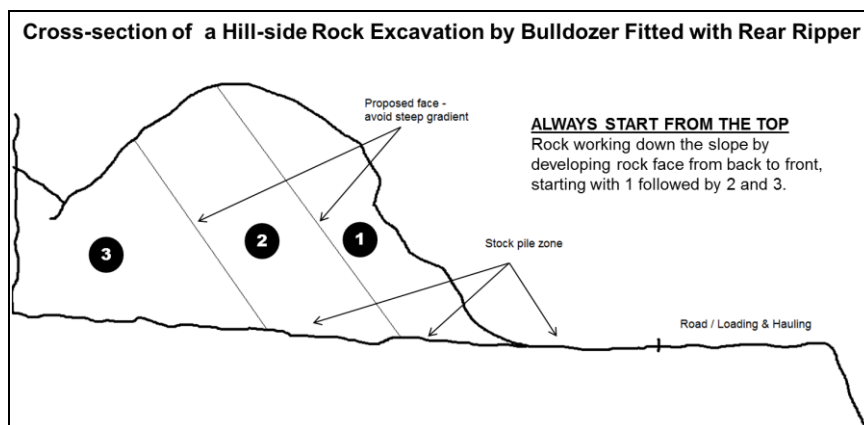 Cross-section of a Hill-side Rock Excavation by Bulldozer Fitted with Rear Ripper
Proposed face -
avoid steep gradient
ALWAYS START FROM THE TOP
Rock working down the slope by
developing rock face from back to front,
starting with 1 followed by 2 and 3.
3
2
1
Stock pile zone
Road / Loading & Hauling